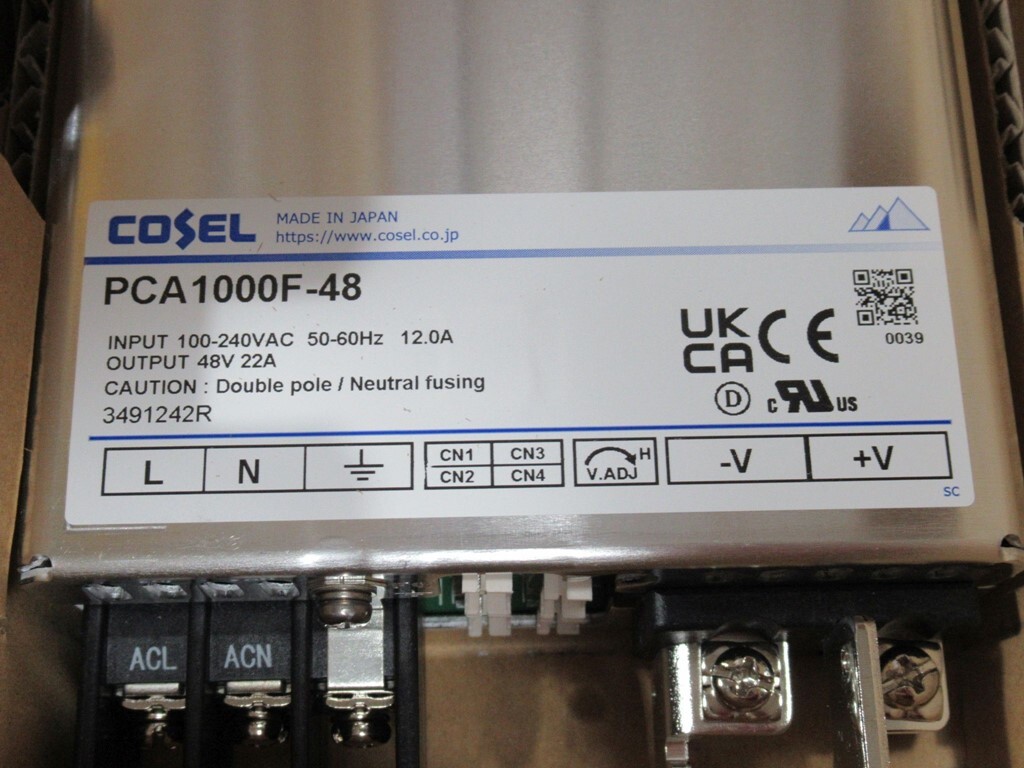 COSEL MADE IN JAPAN
https://www.cosel.co.jp
PCA1000F-48
INPUT 100-240VAC 50-60Hz 12.0A
OUTPUT 48V 22A
CAUTION : Double pole / Neutral fusing
3491242R
UK
CA
CE
0039
D
C RU US
L N CN1 CN3 H -V +V
CN2 CN4 V.ADJ
SC
ACL ACN